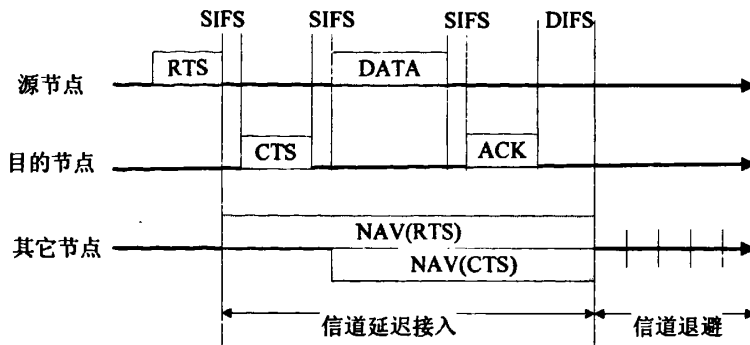 SIFS SIFS SIFS DIFS
源节点 RTS DATA
目的节点 CTS ACK
其它节点 NAV(RTS)
NAV(CTS)
信道延迟接入 信道退避